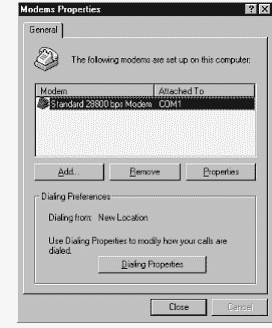 Modems Properties
General
The following modems are set up on this computer:
Modem Attached To
Standard 28800 bps Modem COM1
Add... Remove Properties
Dialing Preferences
Dialing from: New Location
Use Dialing Properties to modify how your calls are
dialed.
Dialing Properties
Close Cancel